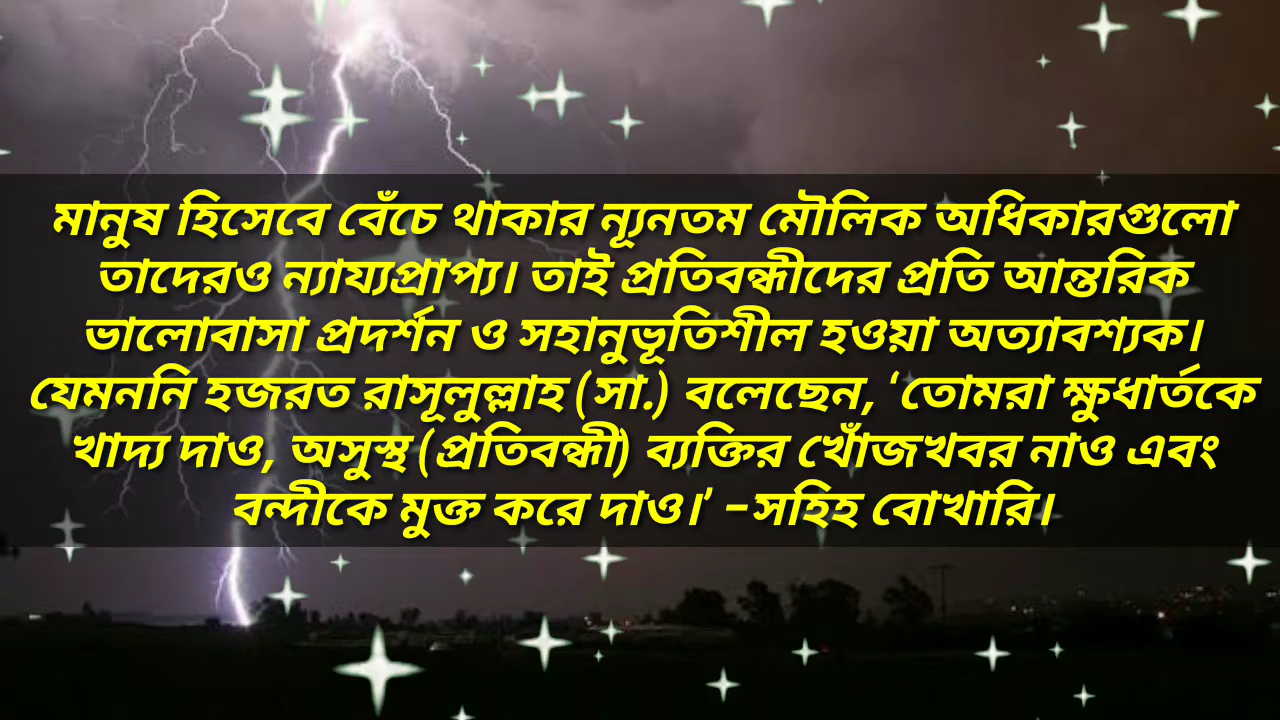 মানুষ হিসেবে বেঁচে থাকার ন্যূনতম মৌলিক অধিকারগুলো
তাদেরও ন্যায্যপ্রাপ্য। তাই প্রতিবন্ধীদের প্রতি আন্তরিক
ভালোবাসা প্রদর্শন ও সহানুভূতিশীল হওয়া অত্যাবশ্যক।
যেমননি হজরত রাসূলুল্লাহ (সা.) বলেছেন, ‘তোমরা ক্ষুধার্তকে
খাদ্য দাও, অসুস্থ (প্রতিবন্ধী) ব্যক্তির খোঁজখবর নাও এবং
বন্দীকে মুক্ত করে দাও।’ –সহিহ বোখারি।